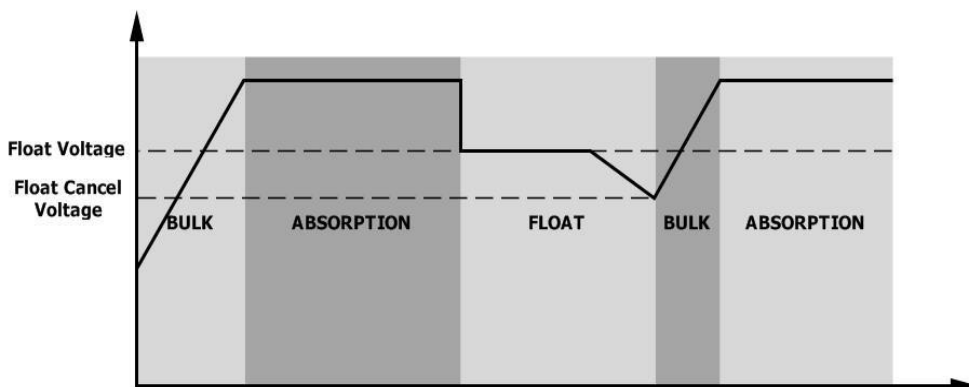 Float Voltage
Float Cancel
Voltage
BULK
ABSORPTION
FLOAT
BULK
ABSORPTION